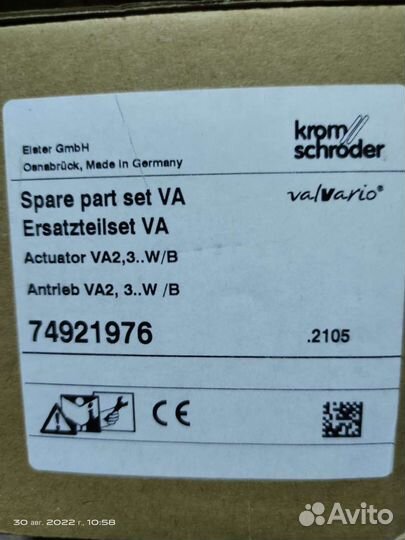 Elster GmbH
Osnabrück, Made in Germany
krom
schröder
Spare part set VA
valvario®
Ersatzteilset VA
Actuator VA2,3..W/B
Antrieb VA2, 3..W /B
74921976
.2105
CE
30 авг. 2022 г., 10:58
Avito